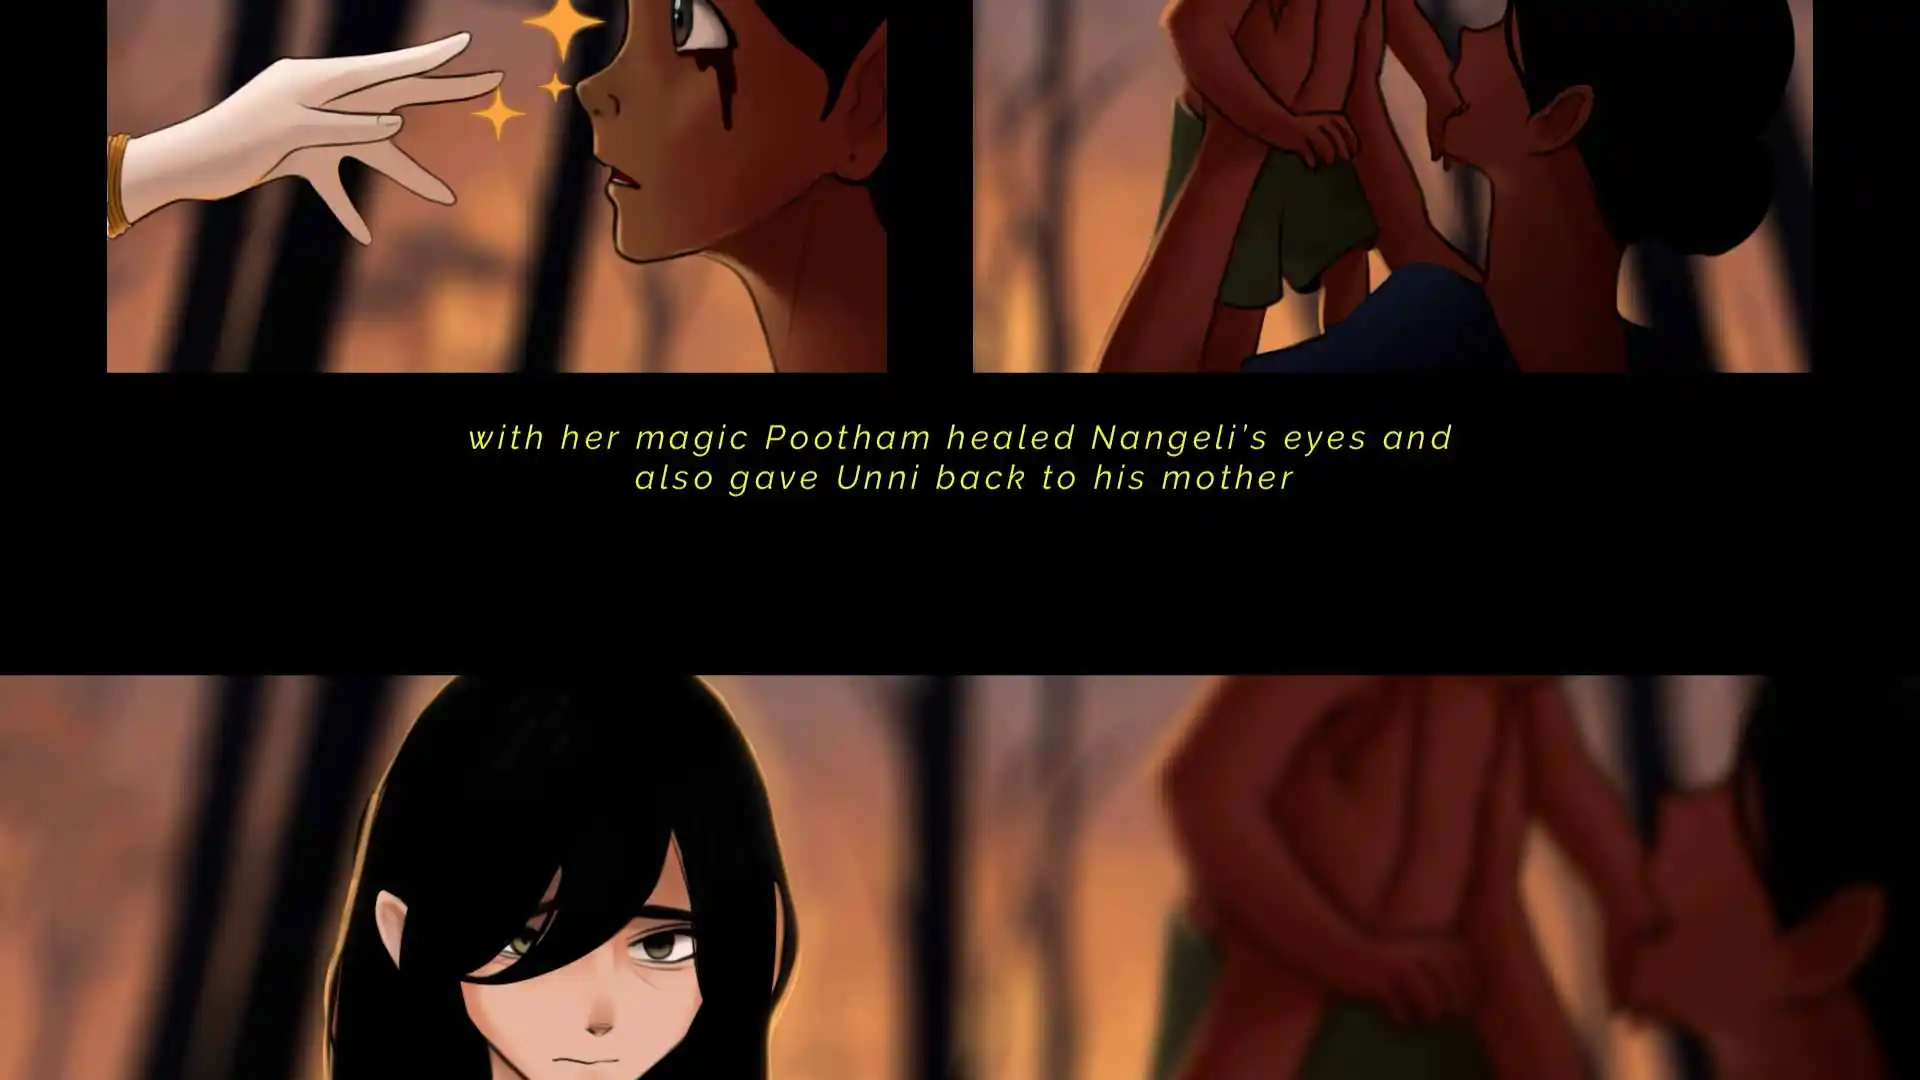 with her magic Pootham healed Nangeli's eyes and
also gave Unni back to his mother